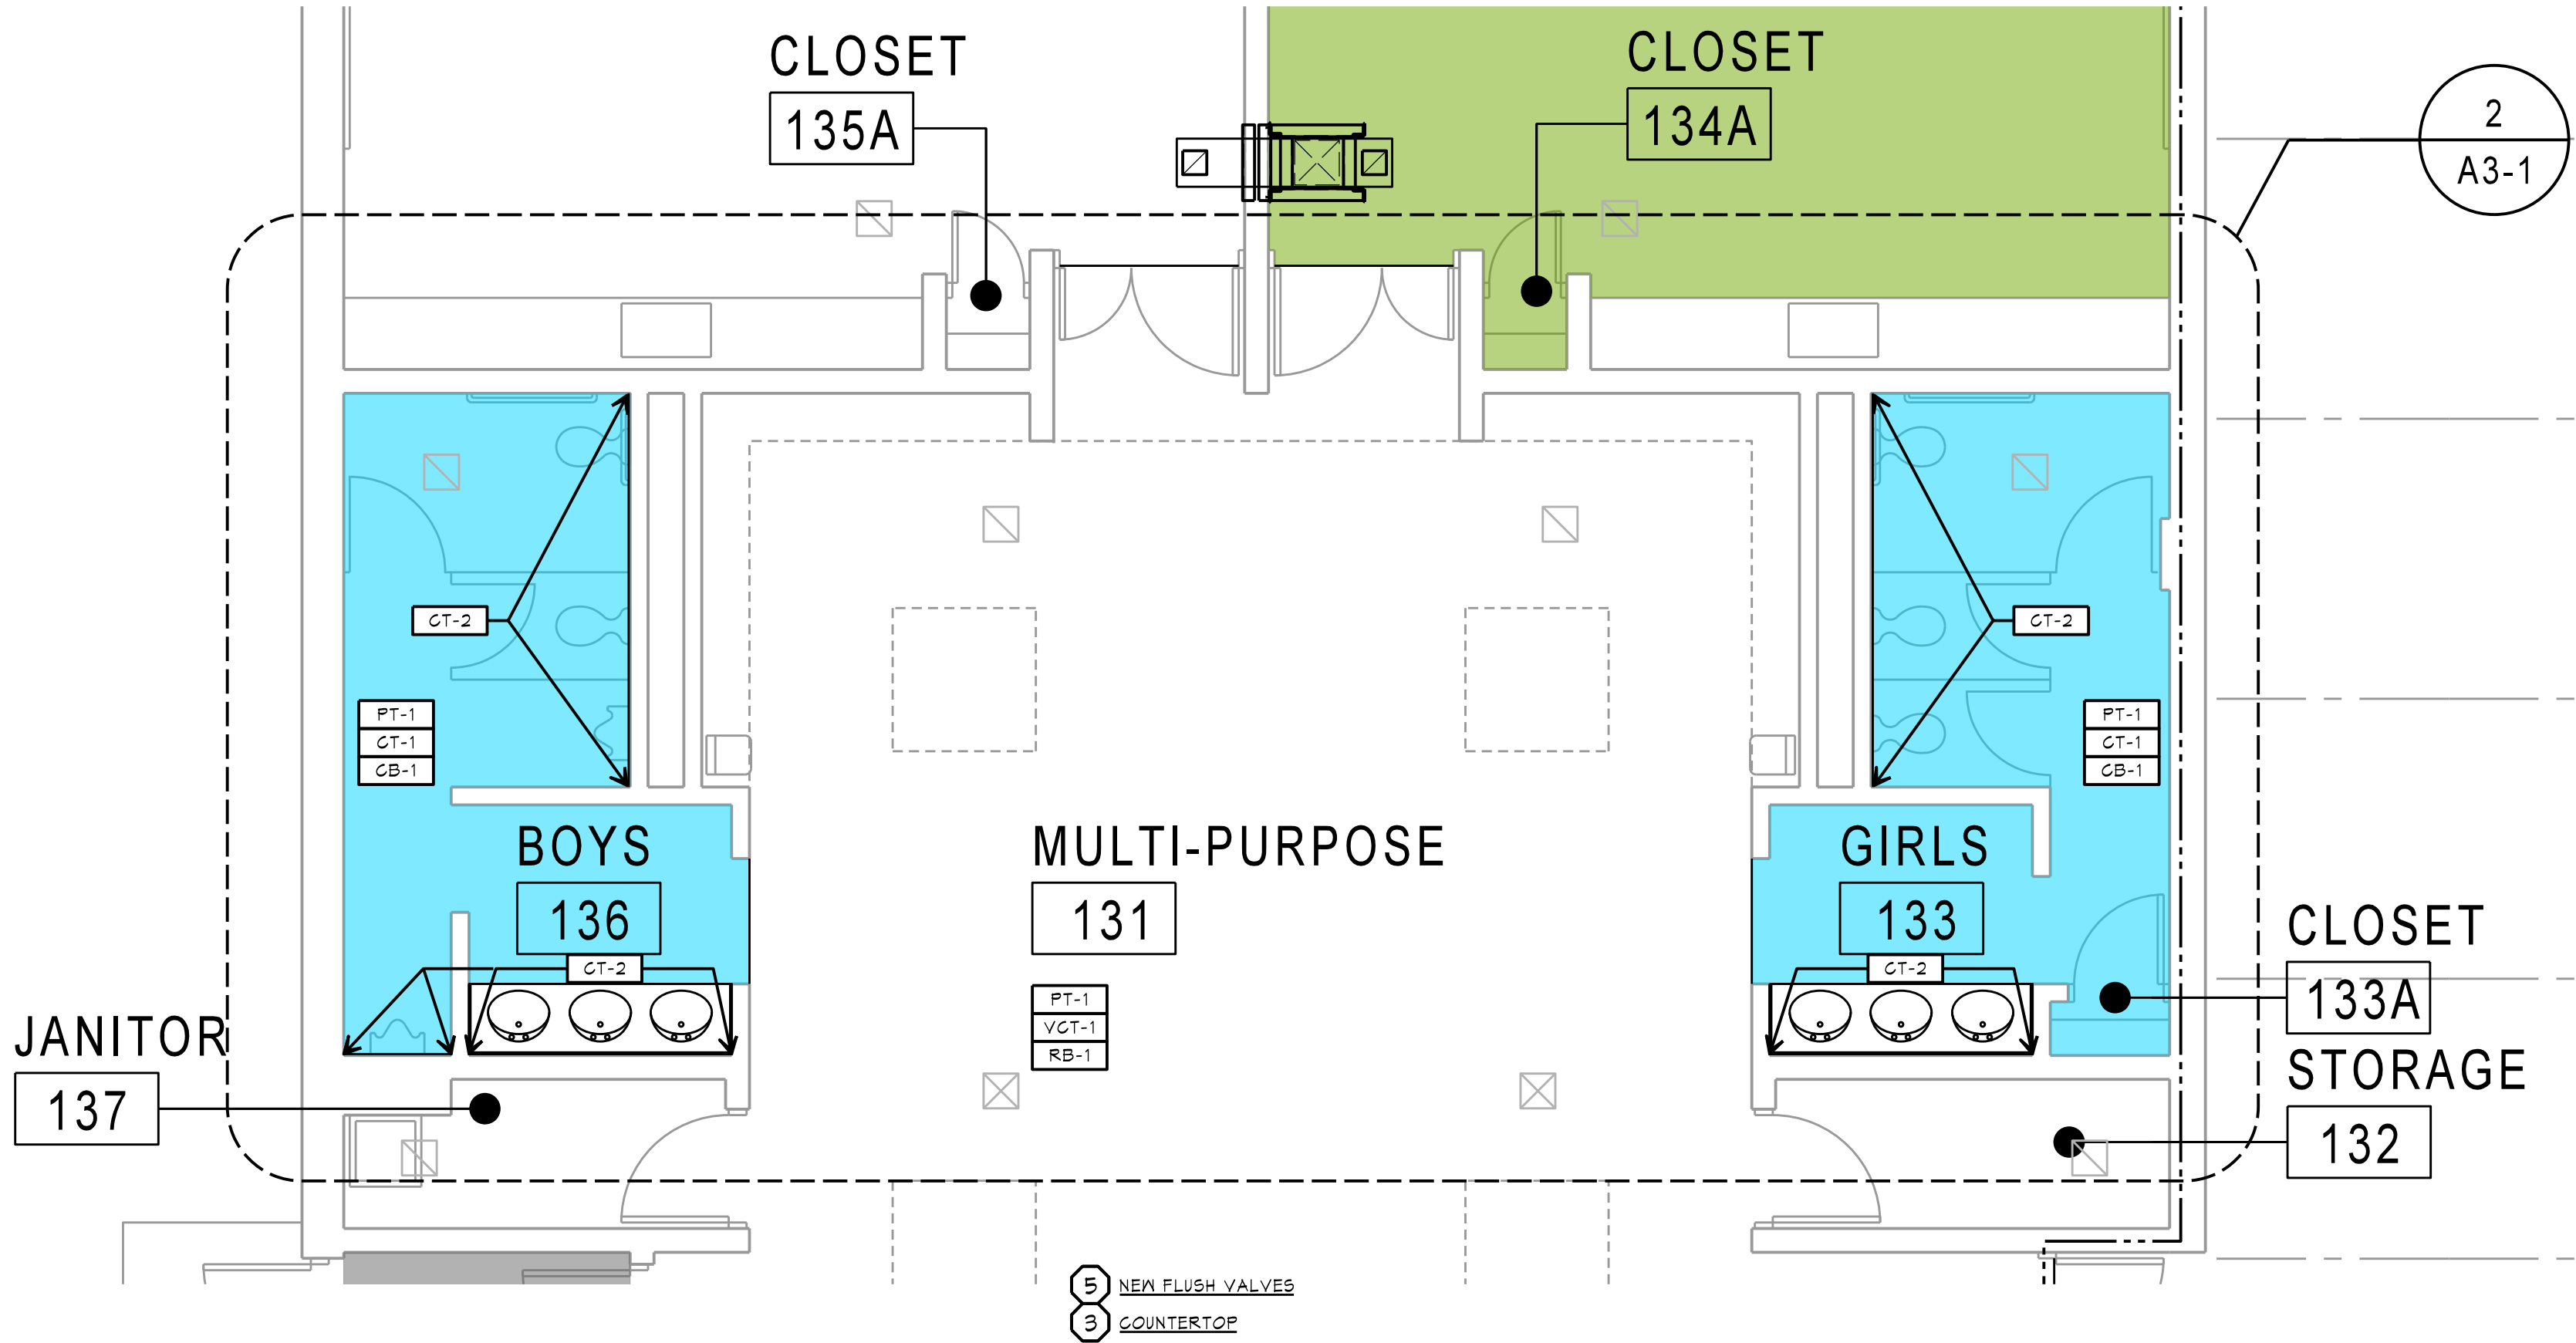 CLOSET
135A
CLOSET
134A
2
A3-1
CT-2
CT-2
PT-1
CT-1
CB-1
PT-1
CT-1
CB-1
BOYS
136
CT-2
MULTI-PURPOSE
131
PT-1
VCT-1
RB-1
GIRLS
133
CT-2
CLOSET
133A
JANITOR
137
STORAGE
132
5 NEW FLUSH VALVES
3 COUNTERTOP